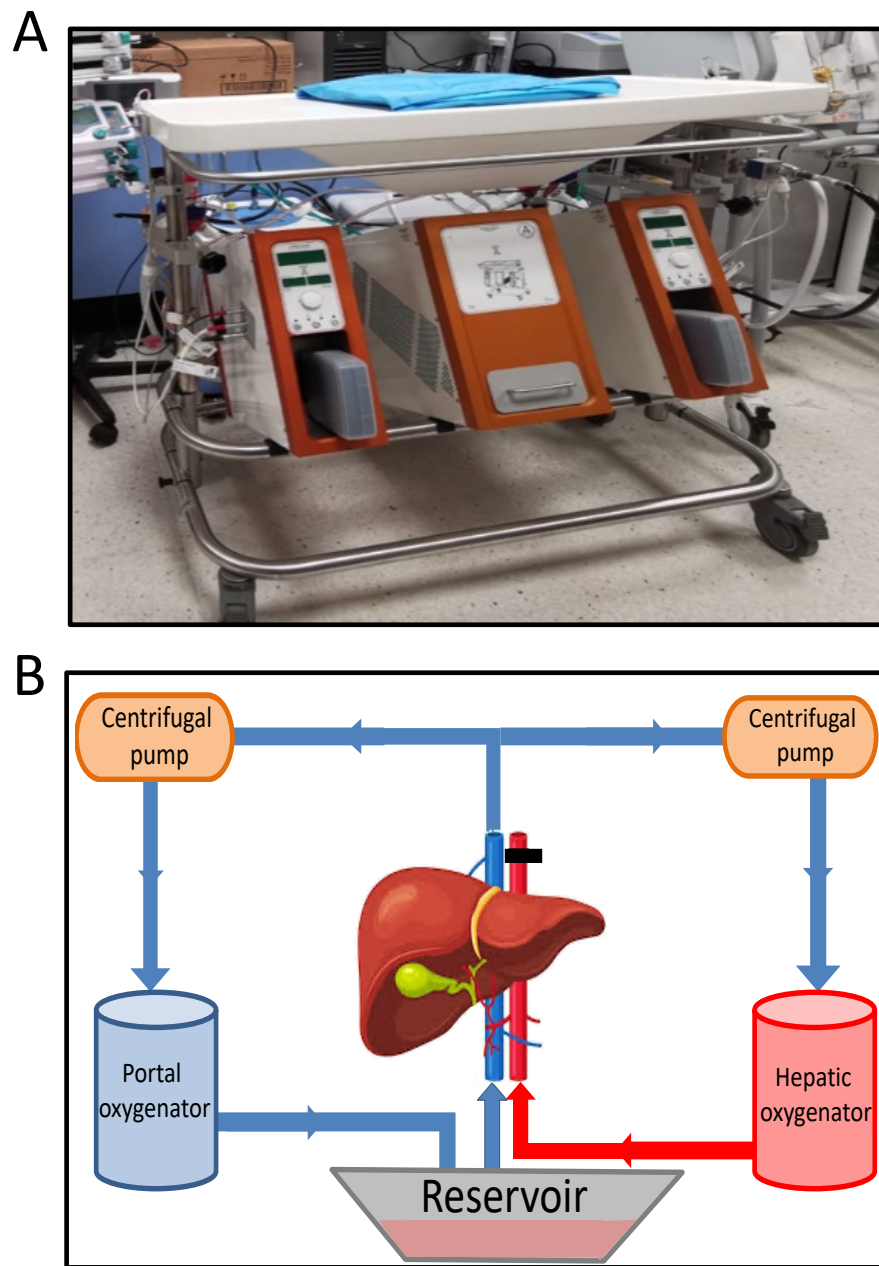 A
A
B
Centrifugal
pump
Centrifugal
pump
Portal
oxygenator
Hepatic
oxygenator
Reservoir